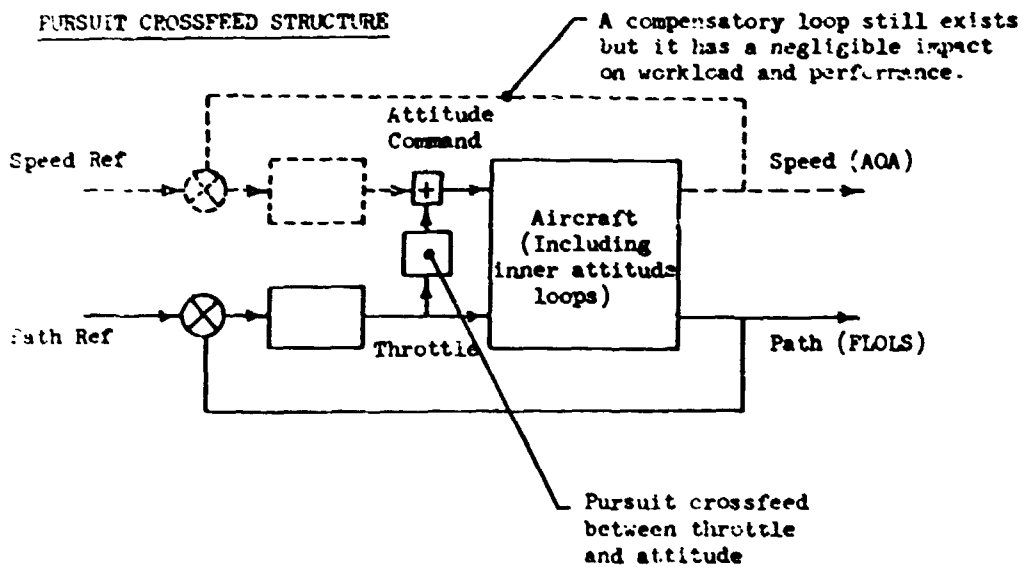 PURSUIT CROSSFEED STRUCTURE
A compensatory loop still exists
but it has a negligible impact
on workload and performance.
Attitude
Command
Speed Ref
Speed (AOA)
+
Aircraft
(Including
inner attitude
loops)
Path Ref
Throttle
Path (FLOLS)
Pursuit crossfeed
between throttle
and attitude